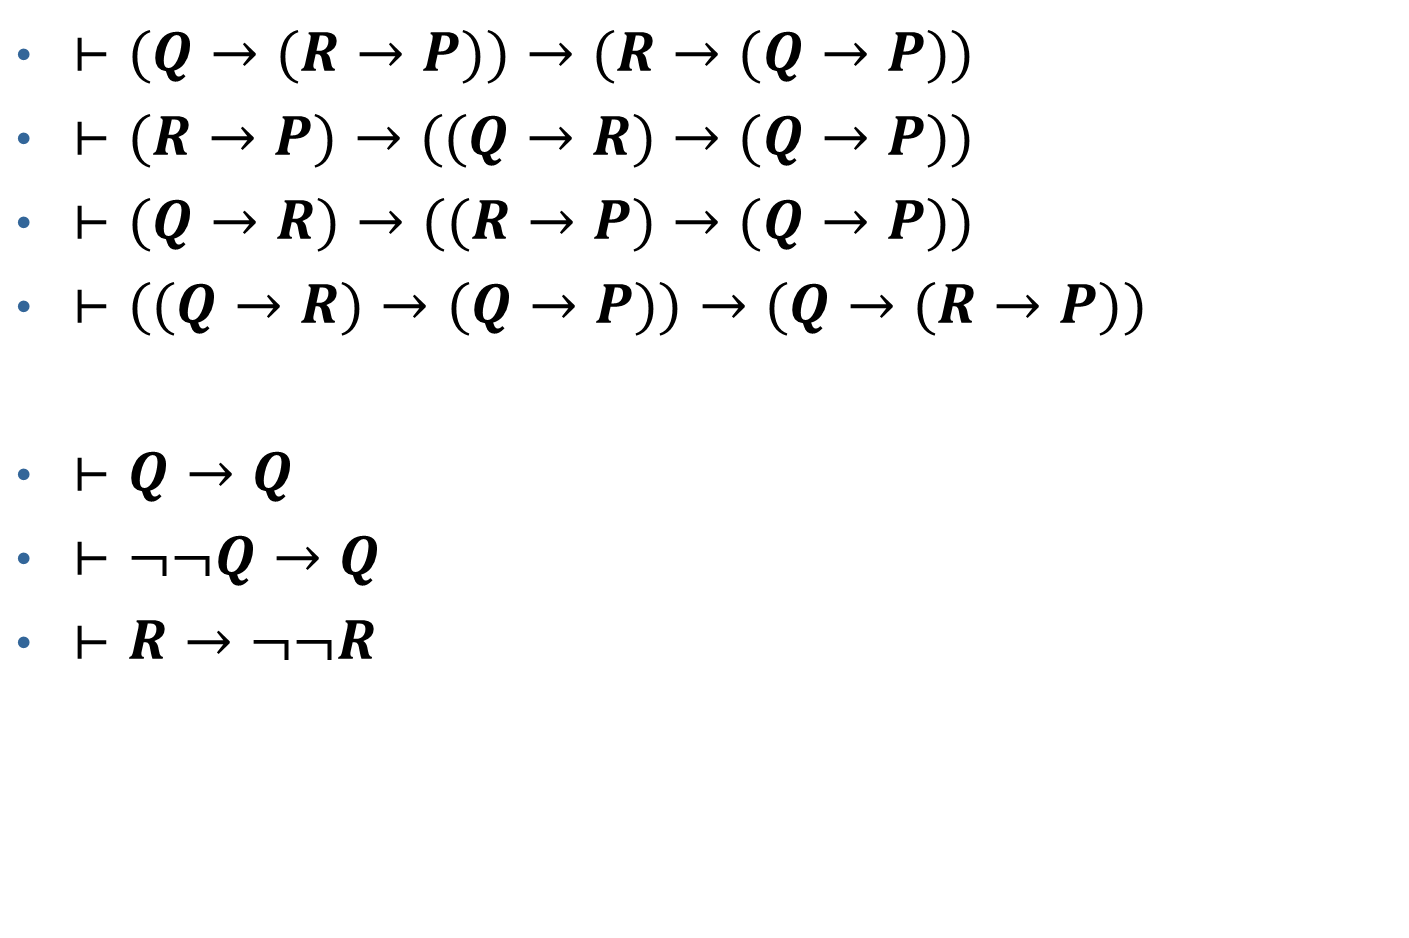 • ⊢ (Q → (R → P)) → (R → (Q → P))
• ⊢ (R → P) → ((Q → R) → (Q → P))
• ⊢ (Q → R) → ((R → P) → (Q → P))
• ⊢ ((Q → R) → (Q → P)) → (Q → (R → P))
• ⊢ Q → Q
• ⊢ ¬¬Q → Q
• ⊢ R → ¬¬R